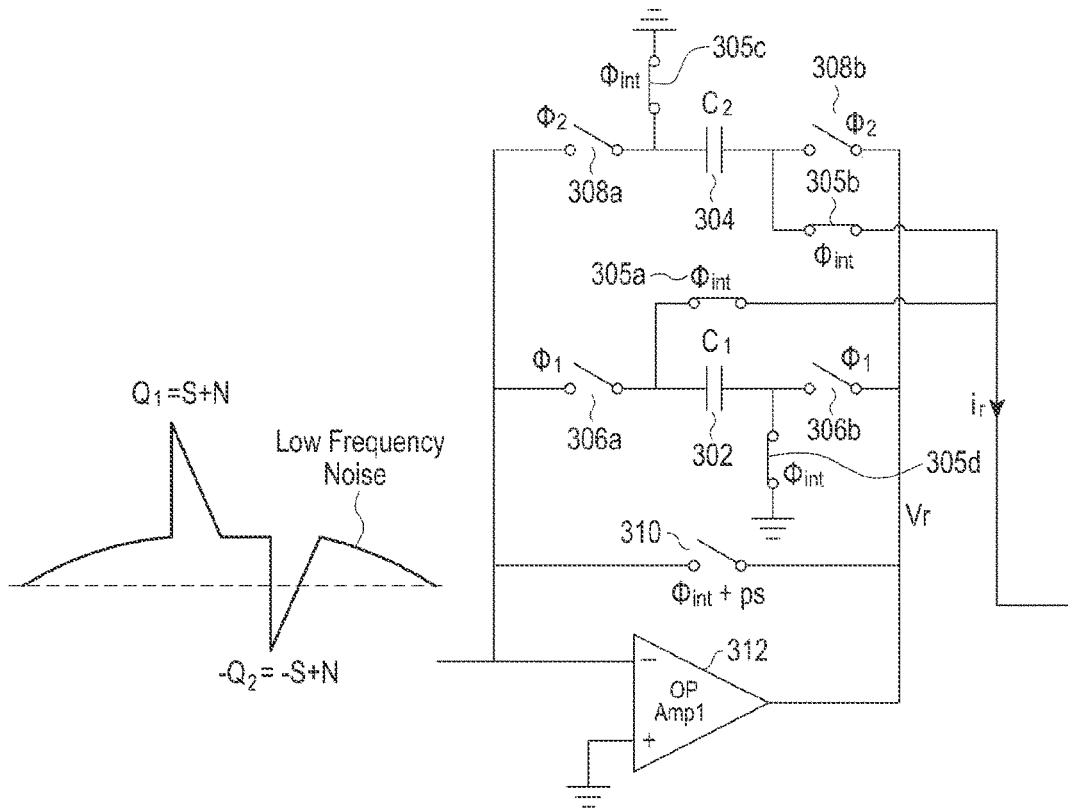 305c
Φint
308b
C2
Φ2
Φ2
308a
304
305b
Φint
305a
Φint
C1
Φ1
Φ1
Q1 =S+N
ir
306a
302
306b
Low Frequency
Noise
305d
Φint
Vr
310
Φint + ps
-Q2 = -S+N
312
−
OP
Amp1
+